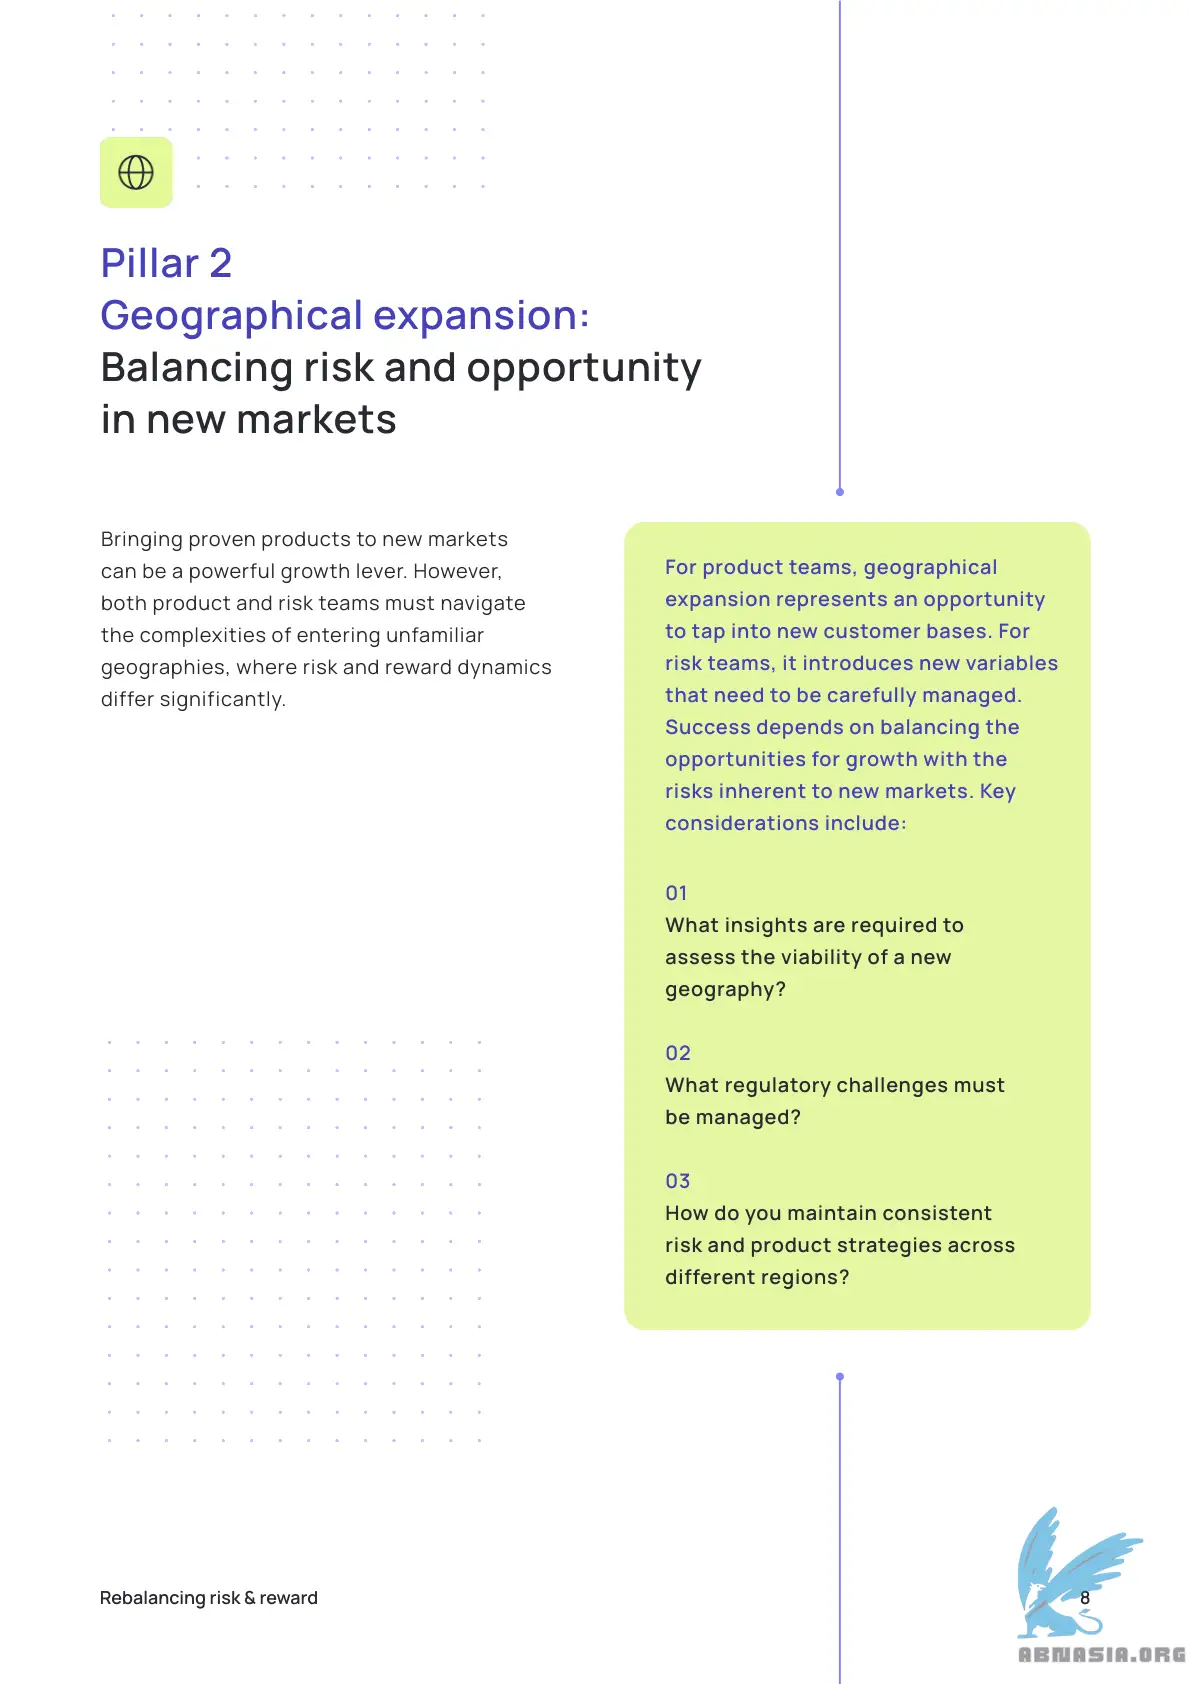 Pillar 2
Geographical expansion:
Balancing risk and opportunity
in new markets
Bringing proven products to new markets
can be a powerful growth lever. However,
both product and risk teams must navigate
the complexities of entering unfamiliar
geographies, where risk and reward dynamics
differ significantly.
For product teams, geographical
expansion represents an opportunity
to tap into new customer bases. For
risk teams, it introduces new variables
that need to be carefully managed.
Success depends on balancing the
opportunities for growth with the
risks inherent to new markets. Key
considerations include:
01
What insights are required to
assess the viability of a new
geography?
02
What regulatory challenges must
be managed?
03
How do you maintain consistent
risk and product strategies across
different regions?
Rebalancing risk & reward
8
ABNASIA.ORG